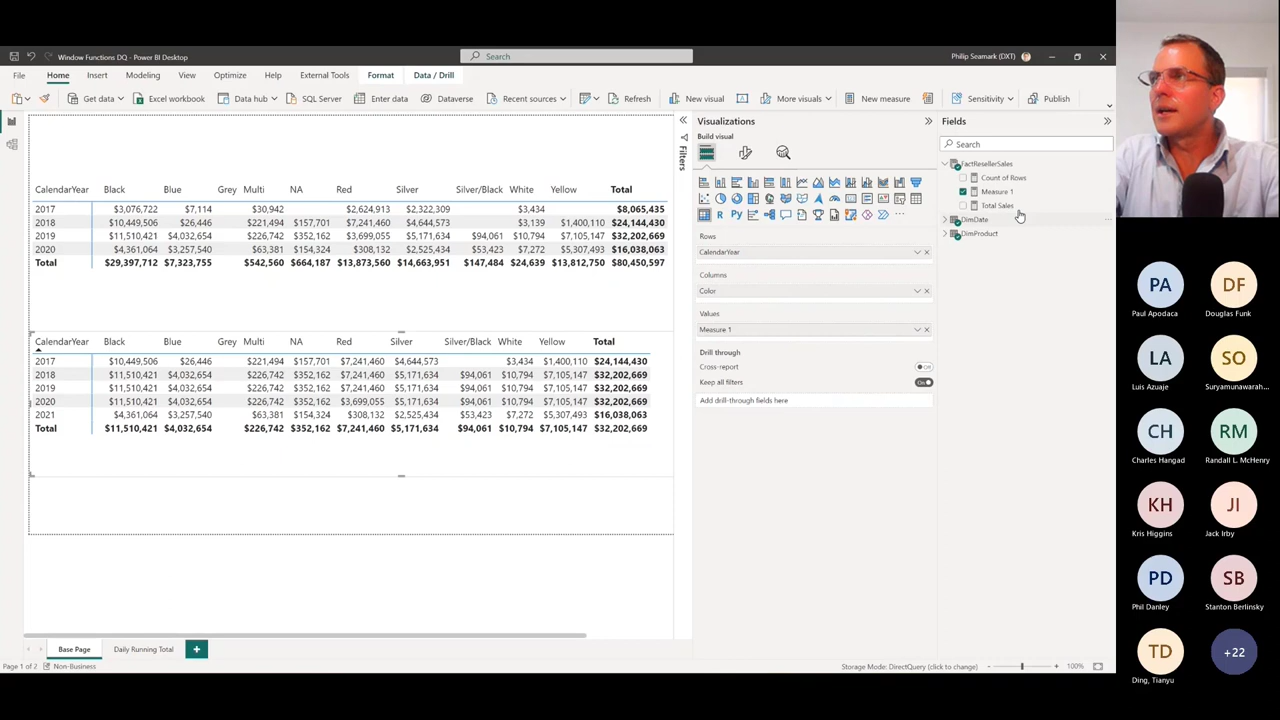 Window Functions DQ - Power BI Desktop
Search
Philip Seamark (DXT)
File Home Insert Modeling View Optimize Help External Tools Format Data / Drill
Get data Excel workbook Data hub SQL Server Enter data Dataverse Recent sources Refresh New visual More visuals New measure Sensitivity Publish
CalendarYear Black Blue Grey Multi NA Red Silver Silver/Black White Yellow Total
2017 $3,076,722 $7,114 $30,942 $2,624,913 $2,322,309 $3,434 $8,065,435
2018 $10,449,506 $26,446 $221,494 $157,701 $7,241,460 $4,644,573 $3,434 $1,400,110 $24,144,430
2019 $11,510,421 $4,032,654 $226,742 $352,162 $3,699,055 $5,171,634 $94,061 $10,794 $7,105,147 $32,202,669
2020 $4,361,064 $3,257,540 $63,381 $154,324 $308,132 $2,525,434 $53,423 $7,272 $5,307,493 $16,038,063
Total $29,397,712 $7,323,755 $542,560 $664,187 $13,873,560 $14,663,951 $147,484 $24,639 $13,812,750 $80,450,597
CalendarYear Black Blue Grey Multi NA Red Silver Silver/Black White Yellow Total
2017 $10,449,506 $26,446 $221,494 $157,701 $7,241,460 $4,644,573 $3,434 $1,400,110 $24,144,430
2018 $11,510,421 $4,032,654 $226,742 $352,162 $7,241,460 $5,171,634 $94,061 $10,794 $7,105,147 $32,202,669
2019 $11,510,421 $4,032,654 $226,742 $352,162 $7,241,460 $5,171,634 $94,061 $10,794 $7,105,147 $32,202,669
2020 $11,510,421 $4,032,654 $226,742 $352,162 $3,699,055 $5,171,634 $94,061 $10,794 $7,105,147 $32,202,669
2021 $4,361,064 $3,257,540 $63,381 $154,324 $308,132 $2,525,434 $53,423 $7,272 $5,307,493 $16,038,063
Total $11,510,421 $4,032,654 $226,742 $352,162 $7,241,460 $5,171,634 $94,061 $10,794 $7,105,147 $32,202,669
Filters
Visualizations
Build visual
R Py
Rows
CalendarYear
Columns
Color
Values
Measure 1
Drill through
Cross-report Off
Keep all filters On
Add drill-through fields here
Fields
Search
FactResellerSales
Count of Rows
Measure 1
Total Sales
DimDate
DimProduct
Base Page Daily Running Total
Page 1 of 2 Non-Business
Storage Mode: DirectQuery (click to change) 100%
PA DF
Paul Apodaca Douglas Funk
LA SO
Luis Azuaje Suryamunawarah...
CH RM
Charles Hangad Randall L. McHenry
KH JI
Kris Higgins Jack Irby
PD SB
Phil Danley Stanton Berlinsky
TD +22
Ding, Tianyu